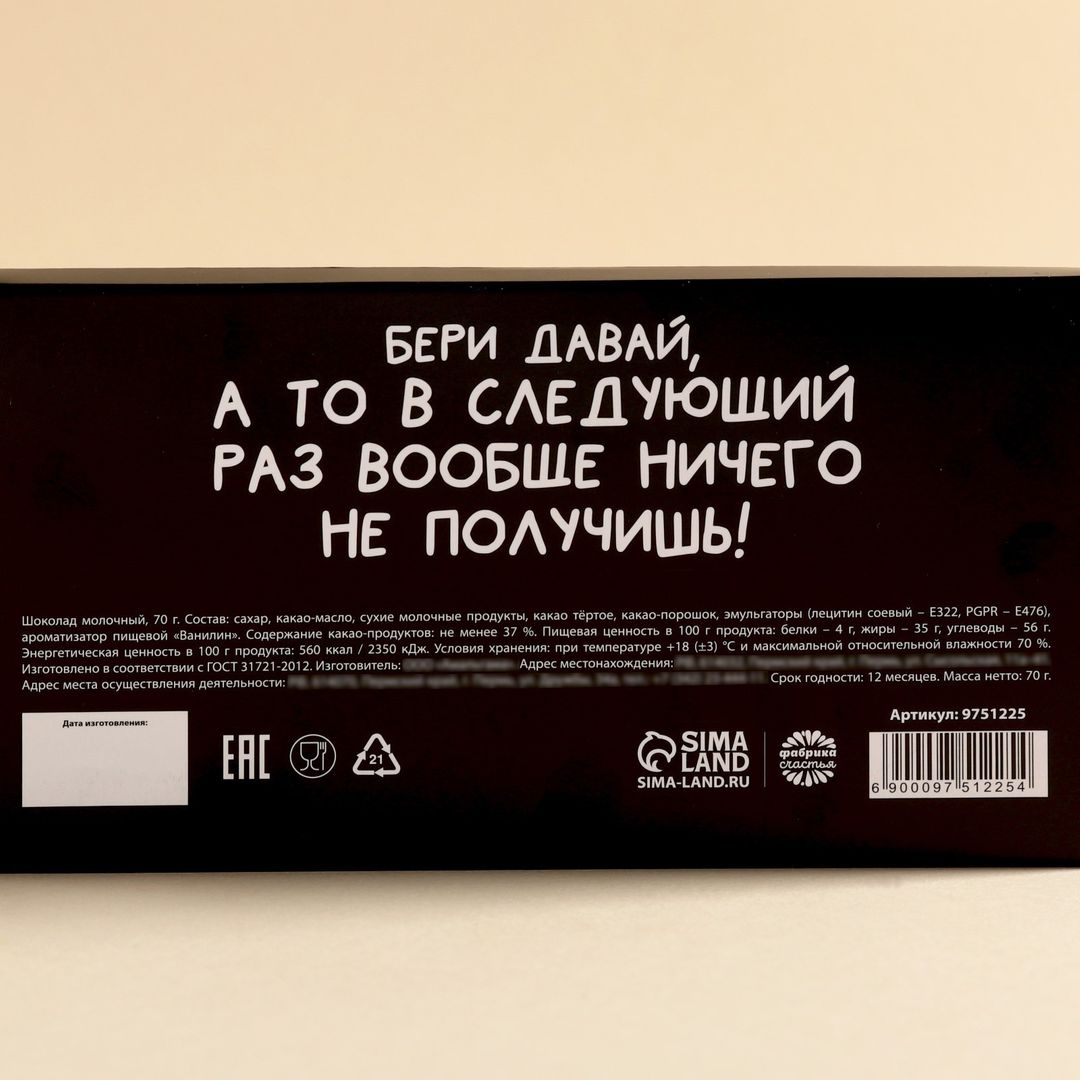 БЕРИ ДАВАЙ,
А ТО В СЛЕДУЮЩИЙ
РАЗ ВООБЩЕ НИЧЕГО
НЕ ПОЛУЧИШЬ!
Шоколад молочный, 70 г. Состав: сахар, какао-масло, сухие молочные продукты, какао тёртое, какао-порошок, эмульгаторы (лецитин соевый – Е322, PGPR – Е476),
ароматизатор пищевой «Ванилин». Содержание какао-продуктов: не менее 37 %. Пищевая ценность в 100 г продукта: белки – 4 г, жиры – 35 г, углеводы – 56 г.
Энергетическая ценность в 100 г продукта: 560 ккал / 2350 кДж. Условия хранения: при температуре +18 (±3) °С и максимальной относительной влажности 70 %.
Изготовлено в соответствии с ГОСТ 31721-2012. Изготовитель: Адрес местонахождения:
Адрес места осуществления деятельности: Срок годности: 12 месяцев. Масса нетто: 70 г.
Дата изготовления:
EAC
21
SIMA
LAND
SIMA-LAND.RU
фабрика
счастья
Артикул: 9751225
6 900097 512254